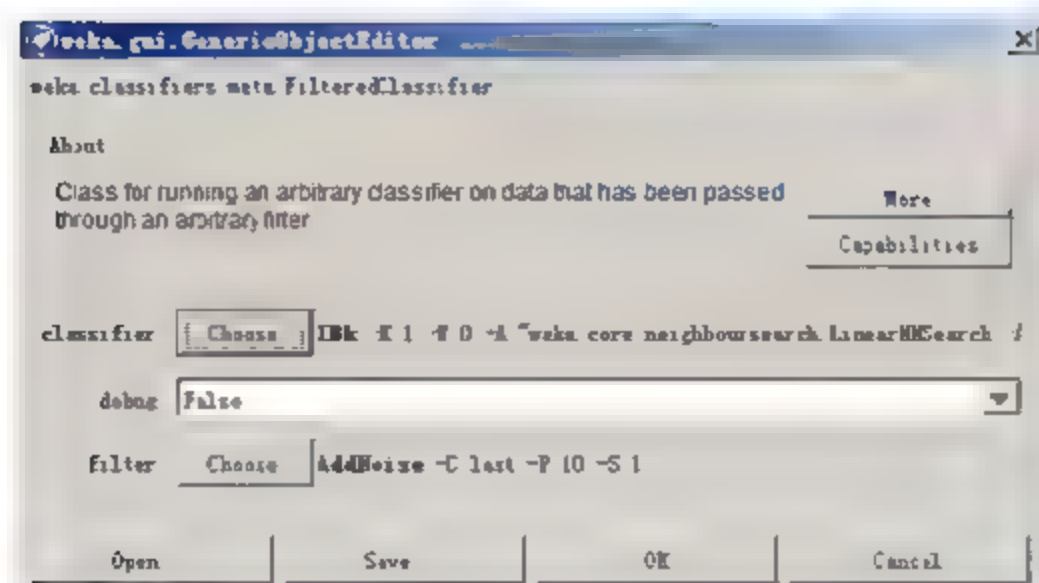 weka.gui.GenericObjectEditor
weka.classifiers.meta.FilteredClassifier
About
Class for running an arbitrary classifier on data that has been passed
through an arbitrary filter
More
Capabilities
classifier Choose IBk -K 1 -W 0 -A "weka.core.neighboursearch.LinearNNSearch
debug False
filter Choose AddNoise -C last -P 10 -S 1
Open Save OK Cancel